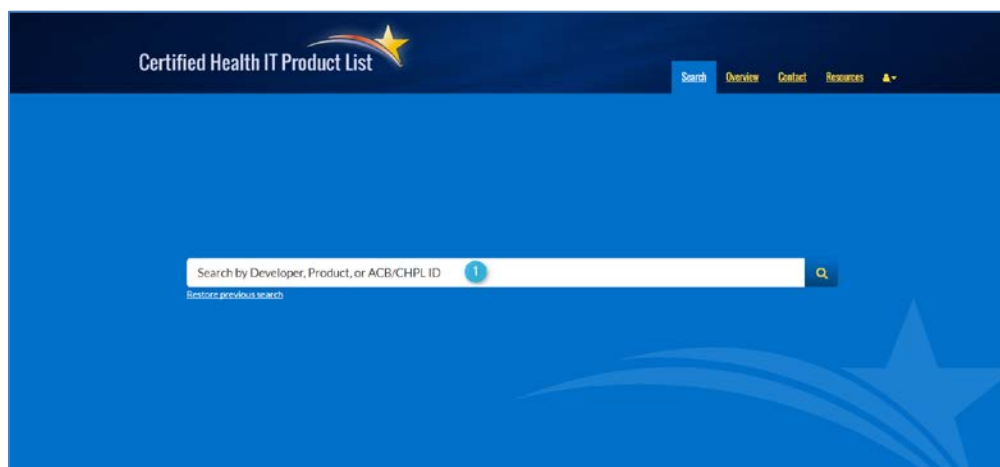 Certified Health IT Product List
Search Overview Contact Resources
Search by Developer, Product, or ACB/CHPL ID 1
Restore previous search